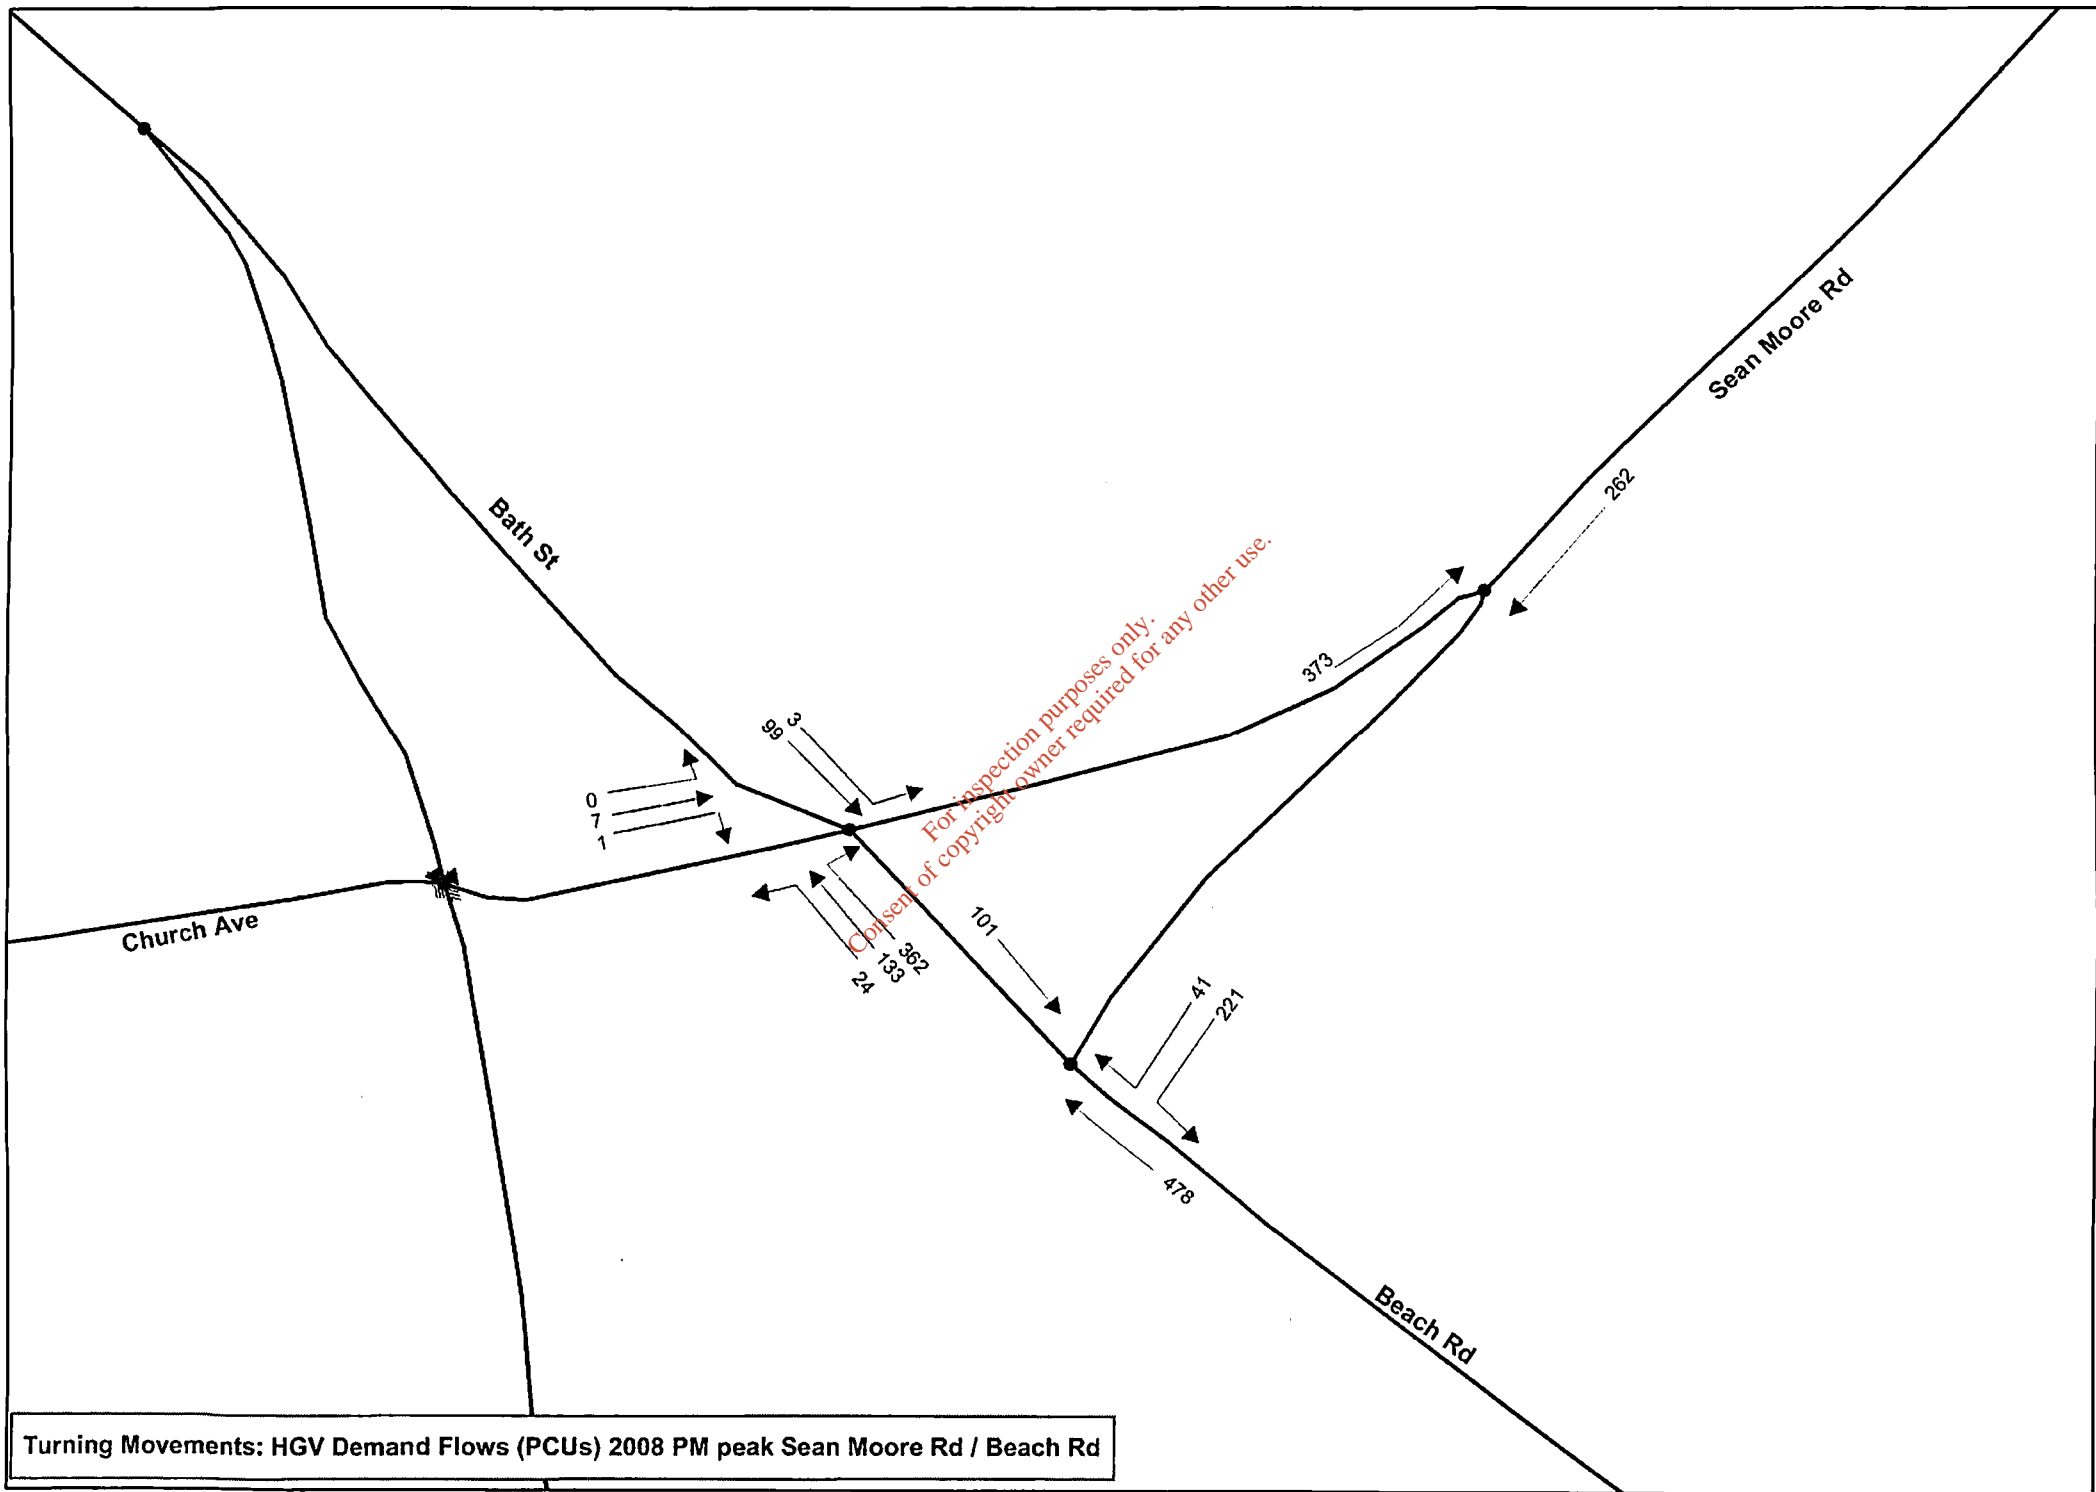 Sean Moore Rd
262
Bath St
For inspection purposes only.
Consent of copyright owner required for any other use.
373
3
99
0
7
1
Church Ave
362
133
24
101
41
221
478
Beach Rd
Turning Movements: HGV Demand Flows (PCUs) 2008 PM peak Sean Moore Rd / Beach Rd